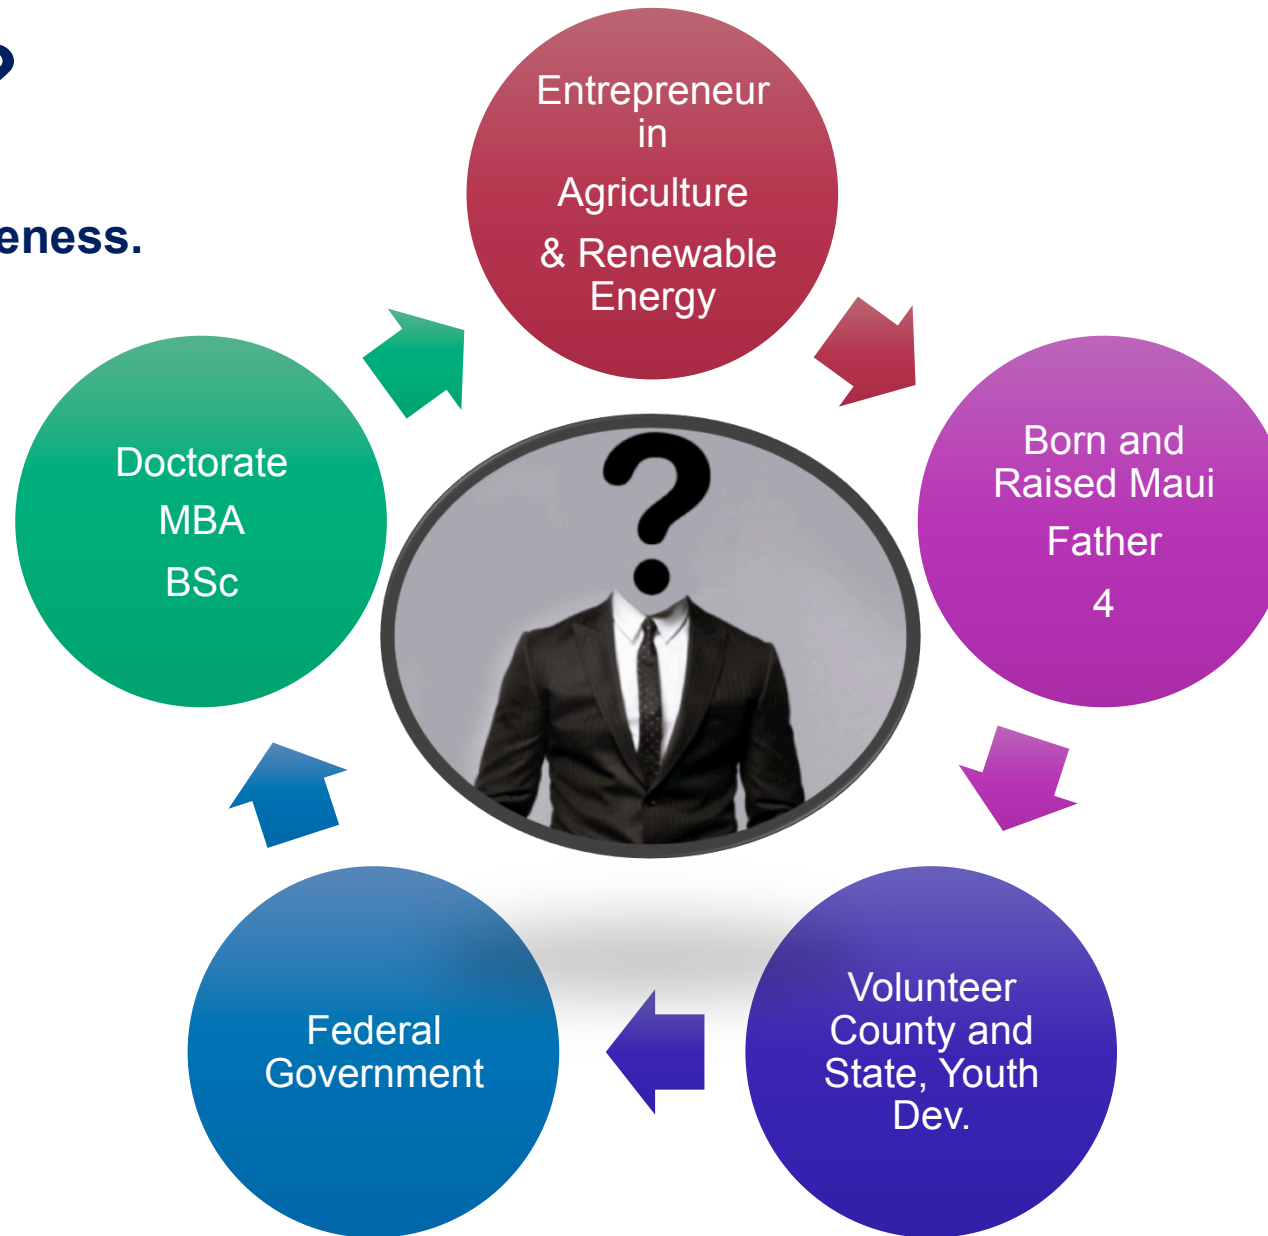 ?
eness.
Entrepreneur
in
Agriculture
& Renewable
Energy
Born and
Raised Maui
Father
4
Volunteer
County and
State, Youth
Dev.
Federal
Government
Doctorate
MBA
BSc
?